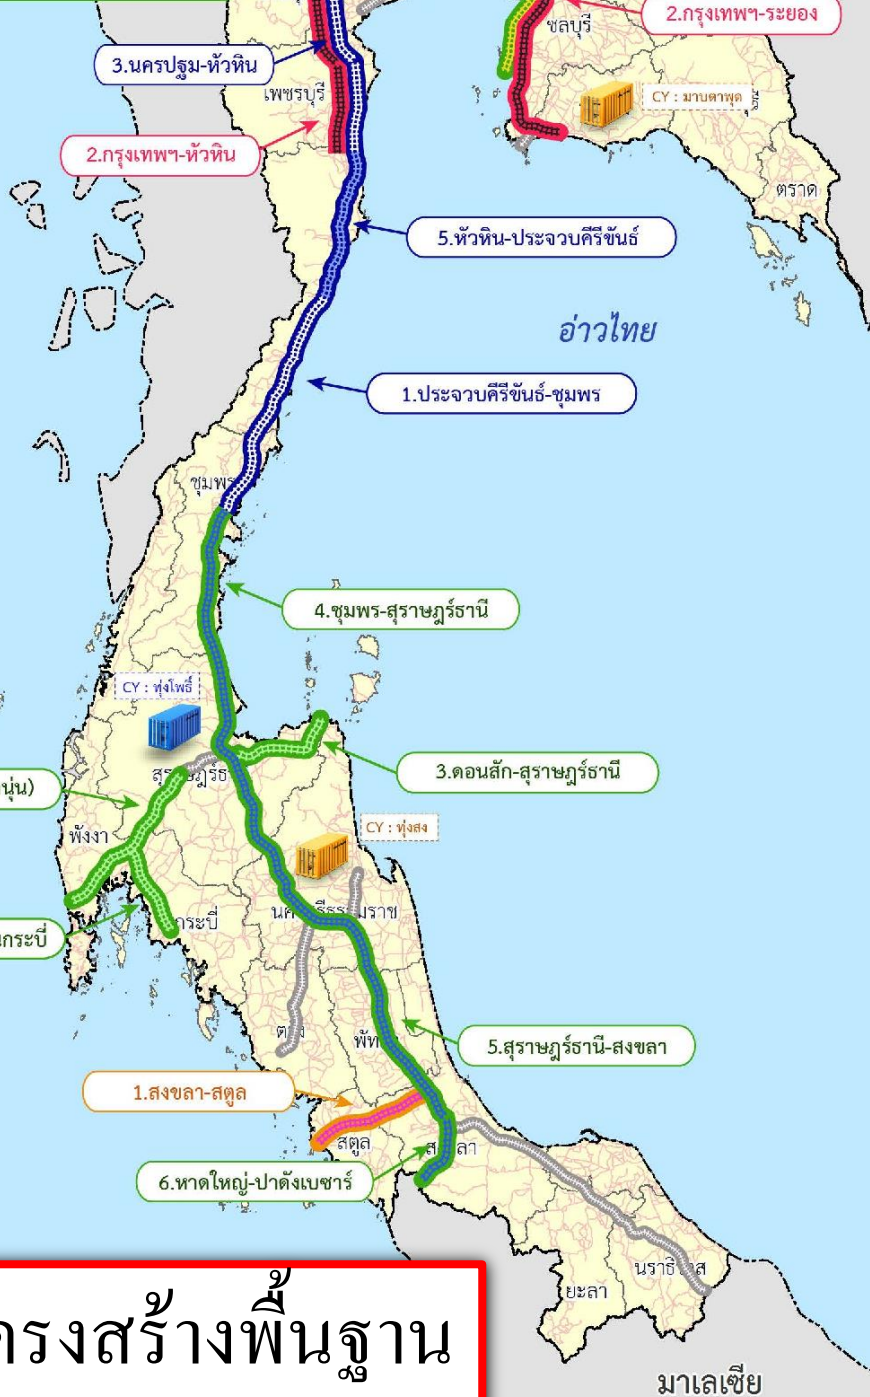 2.กรุงเทพฯ-ระยอง
ชลบุรี
3.นครปฐม-หัวหิน
เพชรบุรี
CY : มาบตาพุด
2.กรุงเทพฯ-หัวหิน
ตราด
5.หัวหิน-ประจวบคีรีขันธ์
อ่าวไทย
1.ประจวบคีรีขันธ์-ชุมพร
ชุมพร
4.ชุมพร-สุราษฎร์ธานี
CY : ทุ่งโพธิ์
3.ดอนสัก-สุราษฎร์ธานี
นุ่น)
CY : ทุ่งสง
พังงา
กระบี่
นกระบี่
5.สุราษฎร์ธานี-สงขลา
1.สงขลา-สตูล
สตูล
6.หาดใหญ่-ปาดังเบซาร์
ยะลา
ครงสร้างพื้นฐาน
มาเลเซีย